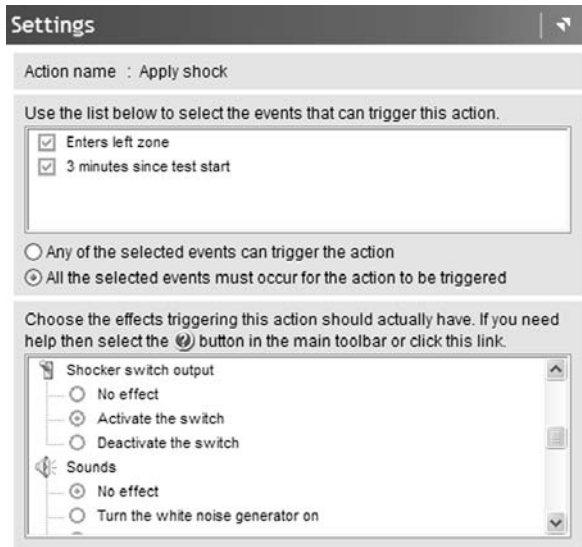 Settings
Action name : Apply shock
Use the list below to select the events that can trigger this action.
Enters left zone
3 minutes since test start
Any of the selected events can trigger the action
All the selected events must occur for the action to be triggered
Choose the effects triggering this action should actually have. If you need
help then select the ? button in the main toolbar or click this link.
Shocker switch output
No effect
Activate the switch
Deactivate the switch
Sounds
No effect
Turn the white noise generator on